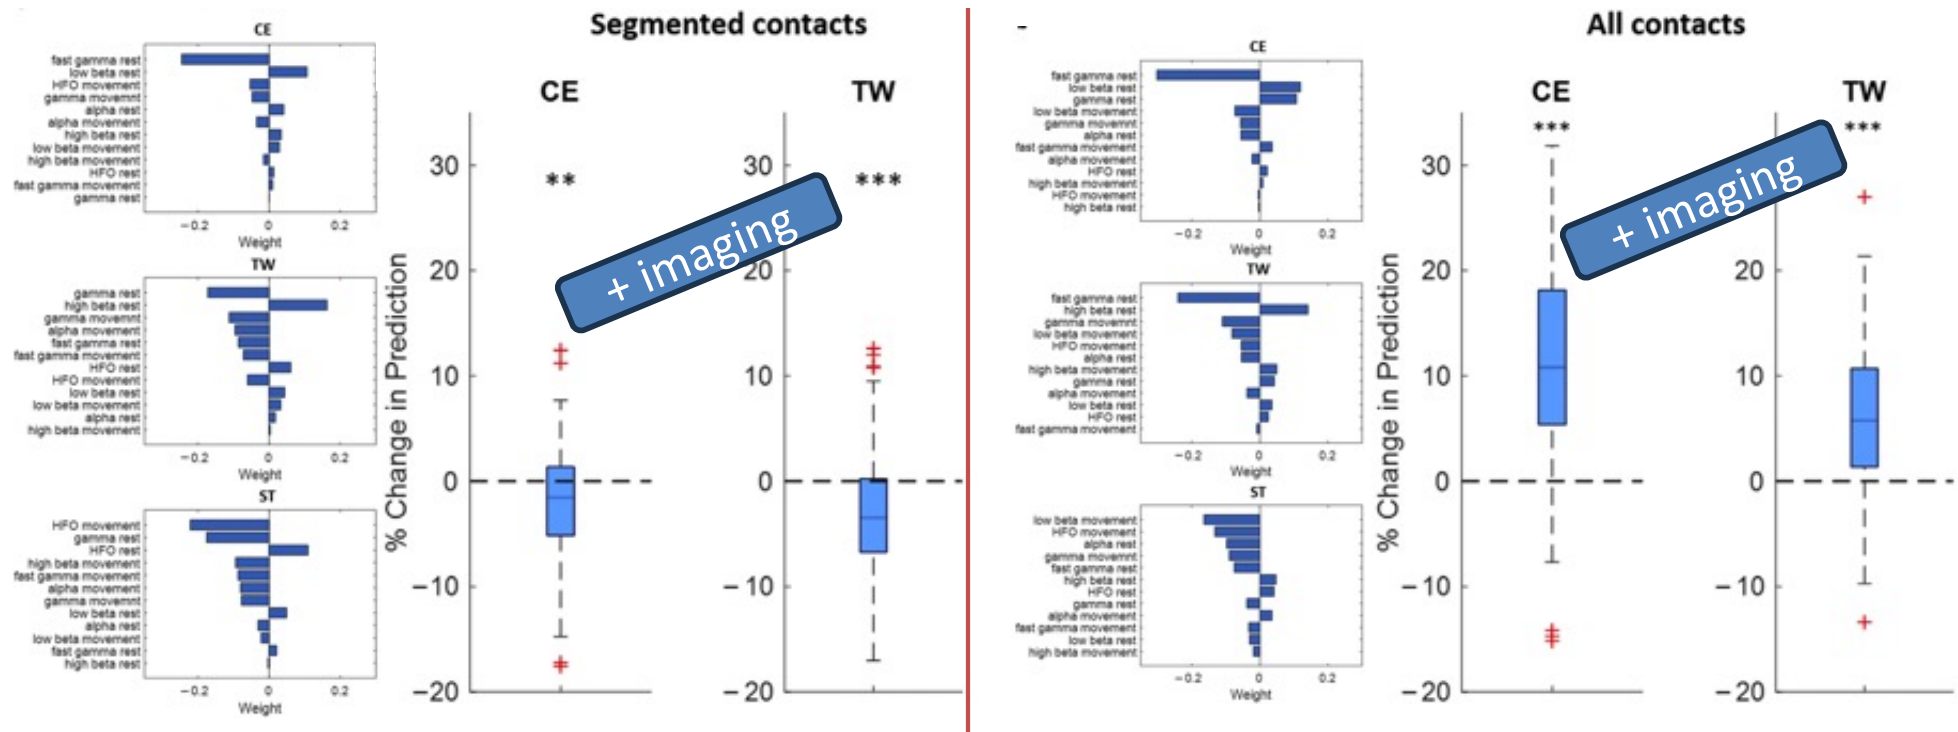 Segmented contacts
CE
fast gamma rest
low beta rest
HFO movement
gamma movemnt
alpha rest
alpha movement
high beta rest
low beta movement
high beta movement
HFO rest
fast gamma movement
gamma rest
−0.2 0 0.2
Weight
TW
gamma rest
high beta rest
gamma movemnt
alpha movement
fast gamma rest
fast gamma movement
HFO rest
HFO movement
low beta rest
low beta movement
alpha rest
high beta movement
−0.2 0 0.2
Weight
ST
HFO movement
gamma rest
HFO rest
high beta movement
fast gamma movement
alpha movement
gamma movemnt
low beta rest
alpha rest
low beta movement
fast gamma rest
high beta rest
−0.2 0 0.2
Weight
% Change in Prediction
CE
**
30
20
10
0
−10
−20
TW
***
30
20
10
0
−10
−20
+ imaging
All contacts
CE
fast gamma rest
low beta rest
gamma rest
low beta movement
gamma movemnt
alpha rest
fast gamma movement
alpha movement
HFO rest
high beta movement
HFO movement
high beta rest
−0.2 0 0.2
Weight
TW
fast gamma rest
high beta rest
gamma movemnt
low beta movement
HFO movement
alpha rest
high beta movement
gamma rest
alpha movement
low beta rest
HFO rest
fast gamma movement
−0.2 0 0.2
Weight
ST
low beta movement
HFO movement
alpha rest
gamma movemnt
fast gamma rest
high beta rest
HFO rest
gamma rest
alpha movement
fast gamma movement
low beta rest
high beta movement
−0.2 0 0.2
Weight
% Change in Prediction
CE
***
30
20
10
0
−10
−20
TW
***
20
10
0
−10
−20
+ imaging